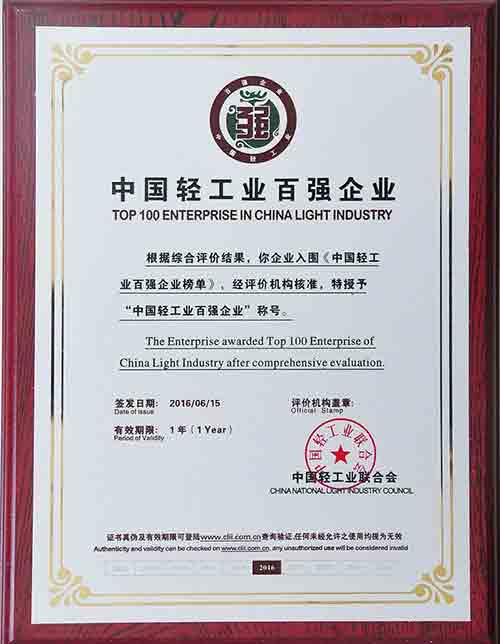 百强企业
强
中国轻工业
中国轻工业百强企业
TOP 100 ENTERPRISE IN CHINA LIGHT INDUSTRY
根据综合评价结果，你企业入围《中国轻工
业百强企业榜单》，经评价机构核准，特授予
“中国轻工业百强企业”称号。
The Enterprise awarded Top 100 Enterprise of
China Light Industry after comprehensive evaluation.
签发日期： 2016/06/15 评价机构盖章：
Date of issue Official Stamp
有效期限： 1年（1 Year）
Period of Validity
中国轻工业联合会
中国轻工业联合会
CHINA NATIONAL LIGHT INDUSTRY COUNCIL
证书真伪及有效期限可登陆www.clii.com.cn查询验证，任何未经允许之使用均视为无效
Authenticity and validity can be checked on www.clii.com.cn, any unauthorized use will be considered invalid
2016